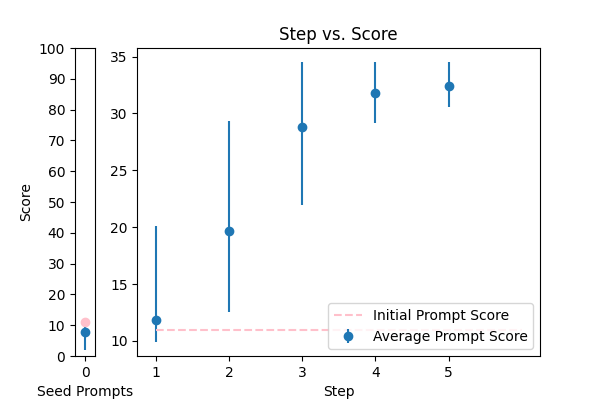 Step vs. Score
Score
100
90
80
70
60
50
40
30
20
10
0
0
Seed Prompts
35
30
25
20
15
10
1 2 3 4 5
Step
Initial Prompt Score
Average Prompt Score